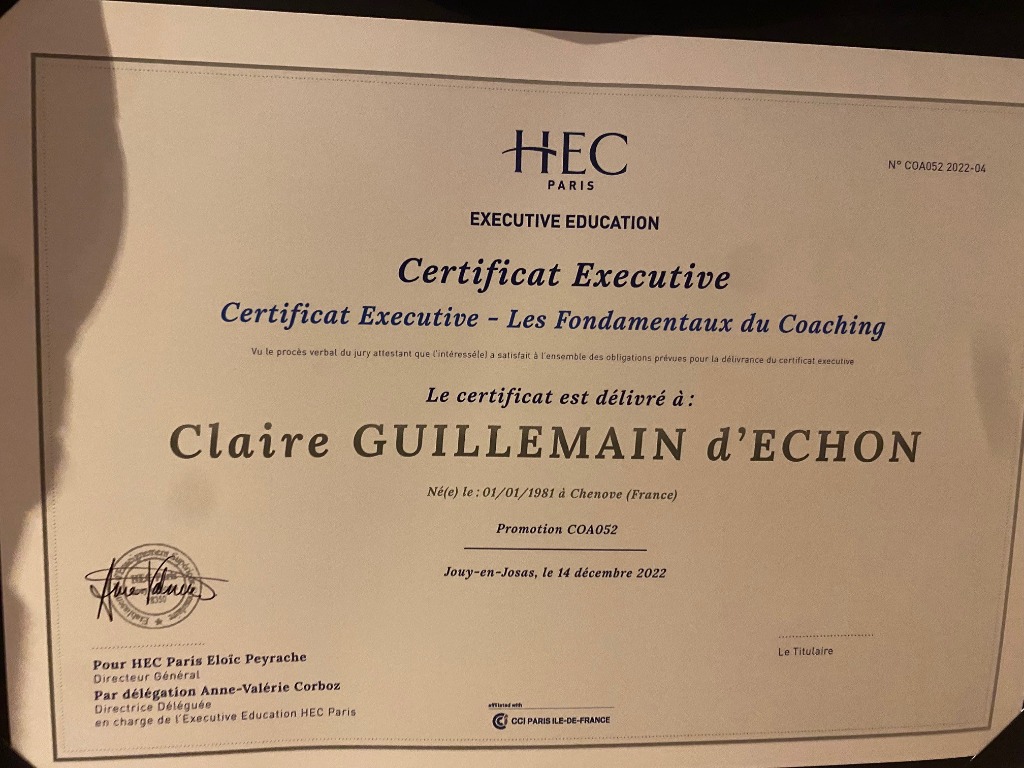 HEC
PARIS
N° COA052 2022-04
EXECUTIVE EDUCATION
Certificat Executive
Certificat Executive - Les Fondamentaux du Coaching
Vu le procès verbal du jury attestant que l'intéressé(e) a satisfait à l'ensemble des obligations prévues pour la délivrance du certificat executive
Le certificat est délivré à :
Claire GUILLEMAIN d'ECHON
Né(e) le : 01/01/1981 à Chenove (France)
Promotion COA052
Jouy-en-Josas, le 14 décembre 2022
Pour HEC Paris Eloïc Peyrache
Directeur Général
Par délégation Anne-Valérie Corboz
Directrice Déléguée
en charge de l'Executive Education HEC Paris
Le Titulaire
affiliated with
CCI PARIS ILE-DE-FRANCE